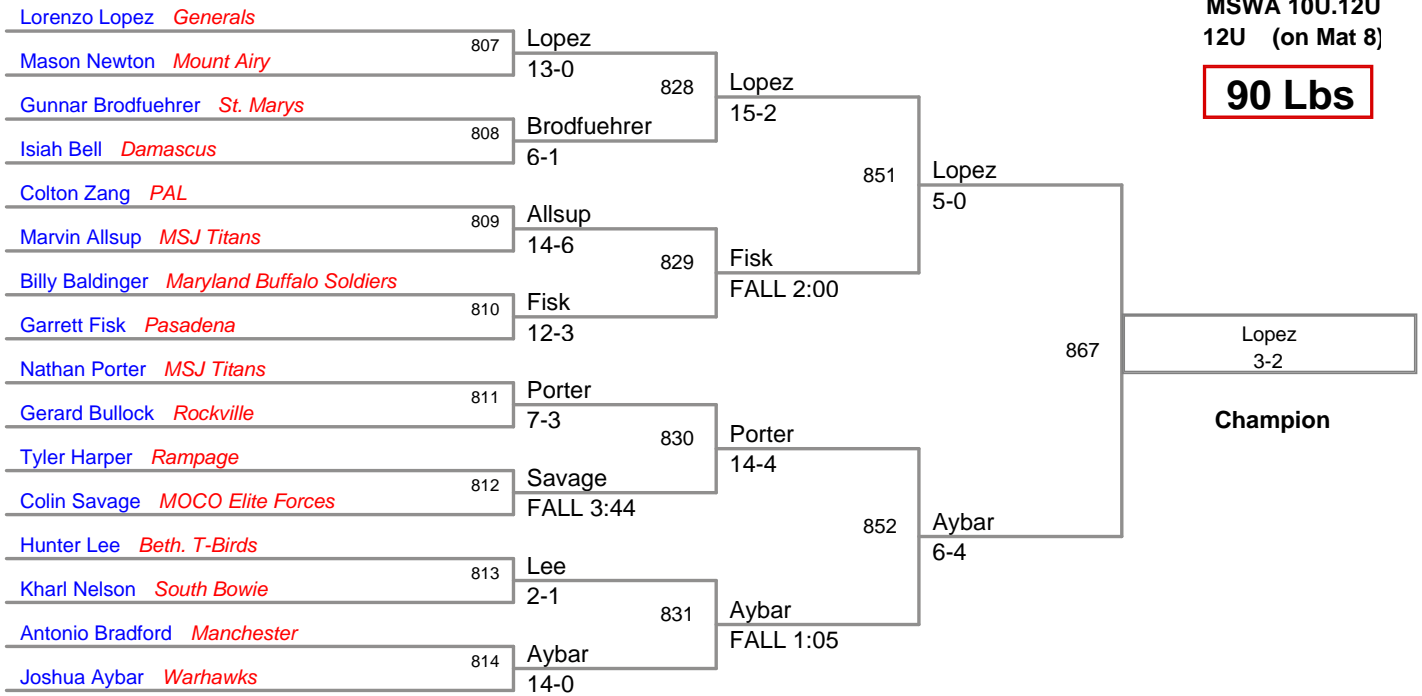 MSWA 10U.12U
12U (on Mat 8)
90 Lbs
Lorenzo Lopez Generals
Mason Newton Mount Airy
Gunnar Brodfuehrer St. Marys
Isiah Bell Damascus
Colton Zang PAL
Marvin Allsup MSJ Titans
Billy Baldinger Maryland Buffalo Soldiers
Garrett Fisk Pasadena
Nathan Porter MSJ Titans
Gerard Bullock Rockville
Tyler Harper Rampage
Colin Savage MOCO Elite Forces
Hunter Lee Beth. T-Birds
Kharl Nelson South Bowie
Antonio Bradford Manchester
Joshua Aybar Warhawks
807
Lopez
13-0
808
Brodfuehrer
6-1
809
Allsup
14-6
810
Fisk
12-3
811
Porter
7-3
812
Savage
FALL 3:44
813
Lee
2-1
814
Aybar
14-0
828
Lopez
15-2
829
Fisk
FALL 2:00
830
Porter
14-4
831
Aybar
FALL 1:05
851
Lopez
5-0
852
Aybar
6-4
867
Lopez
3-2
Champion